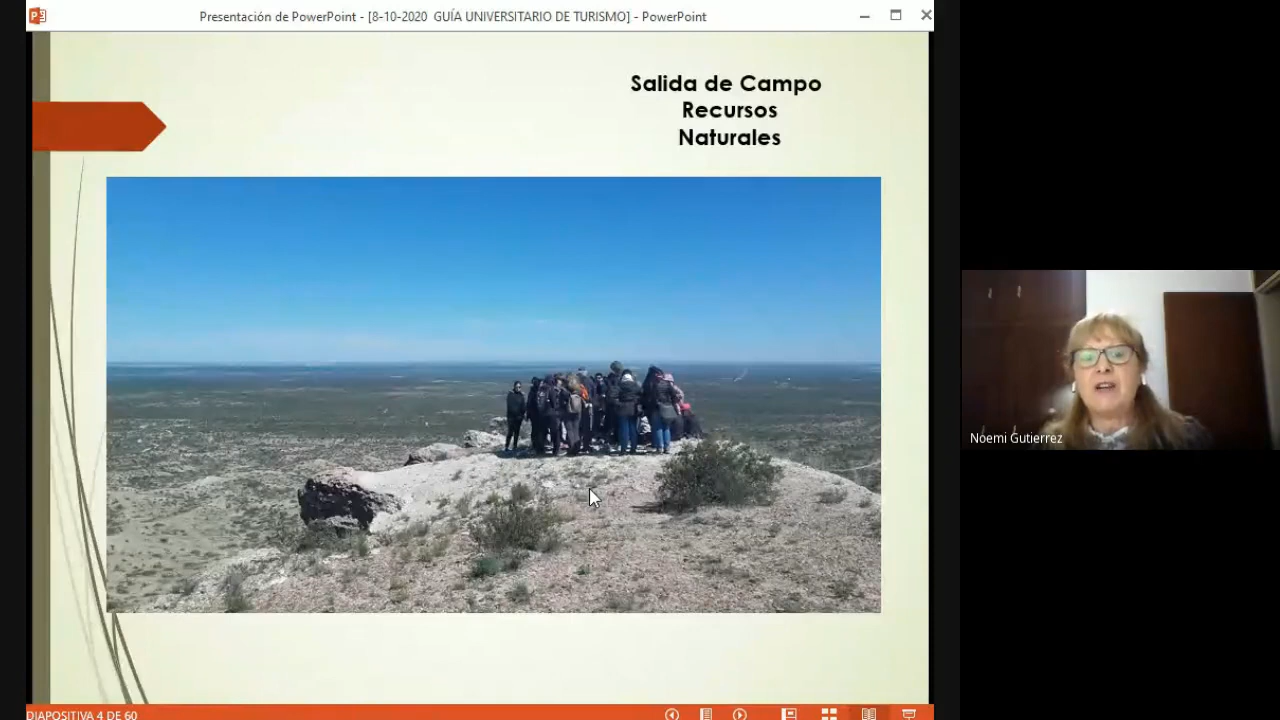 Presentación de PowerPoint - [8-10-2020  GUÍA UNIVERSITARIO DE TURISMO] - PowerPoint
Salida de Campo
Recursos
Naturales
Noemi Gutierrez
DIAPOSITIVA 4 DE 60